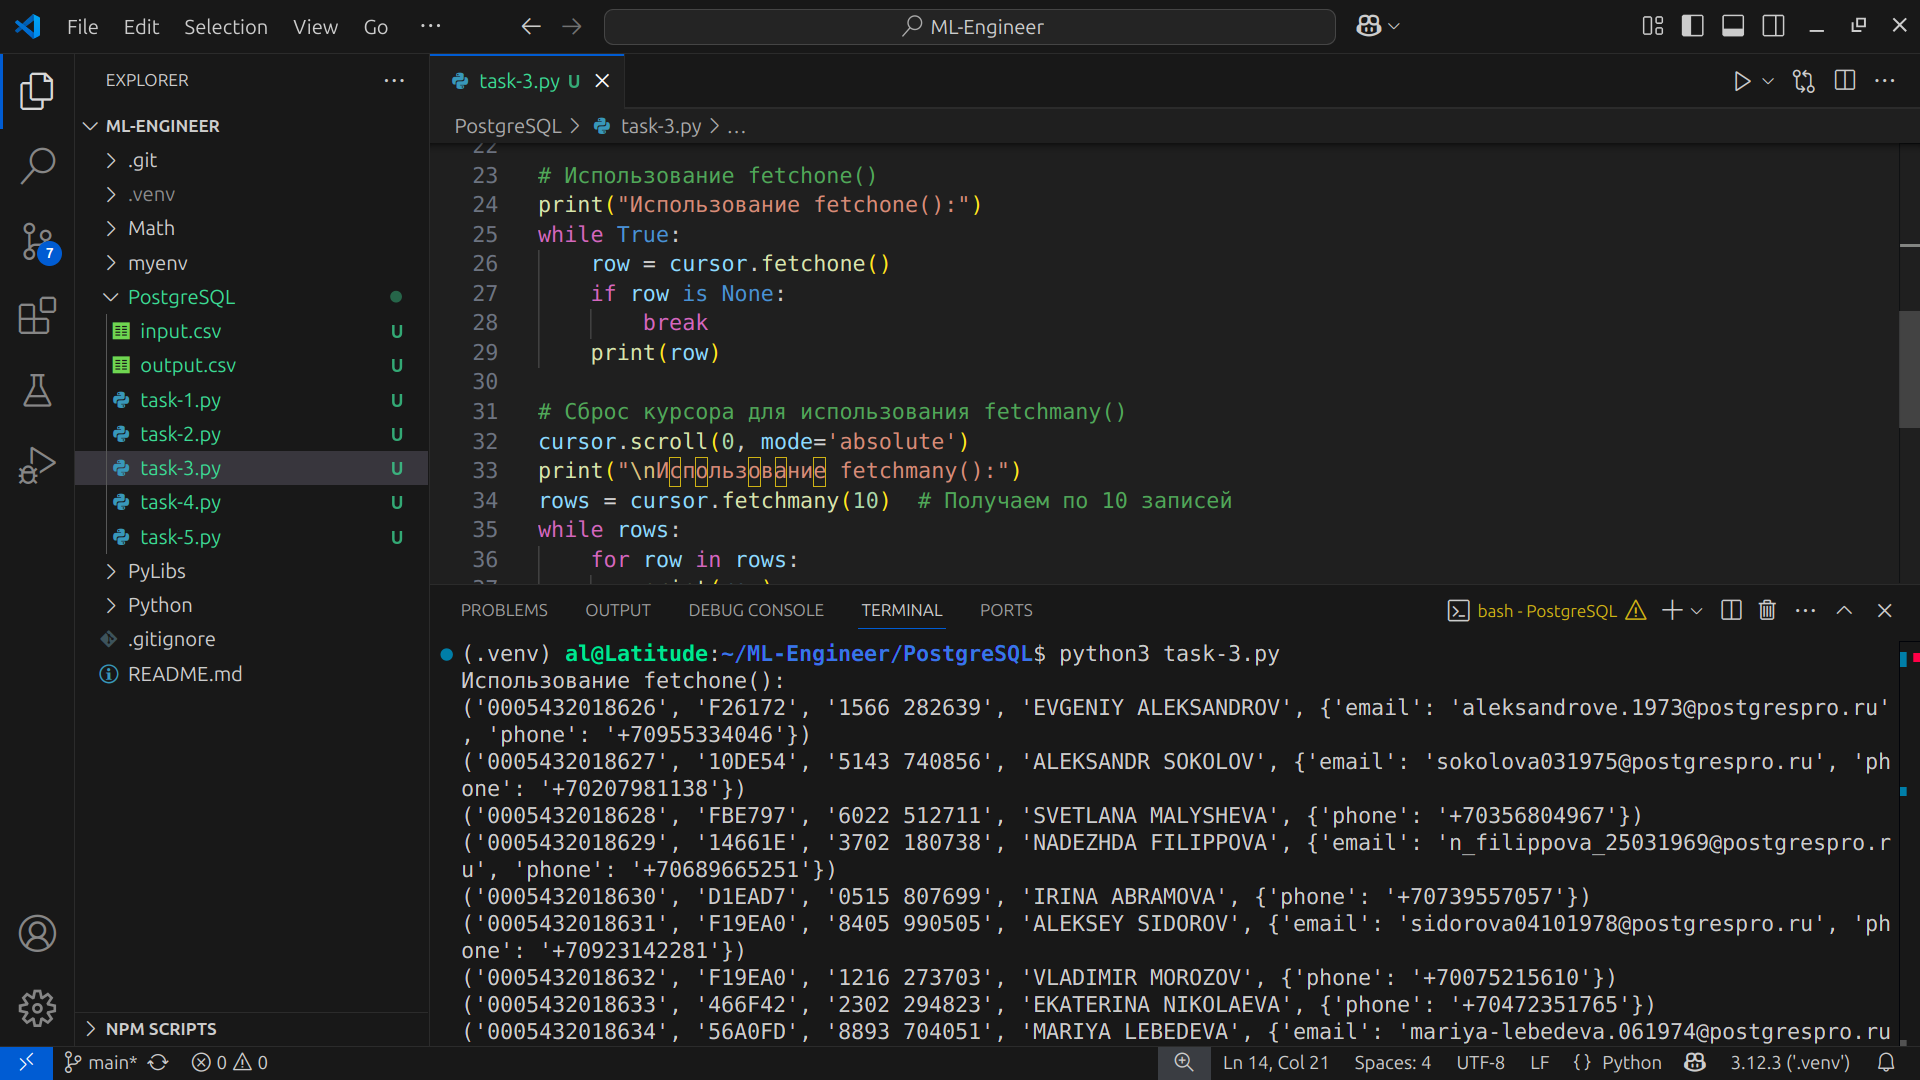 File Edit Selection View Go ···
ML-Engineer
EXPLORER
ML-ENGINEER
.git
.venv
Math
myenv
PostgreSQL
input.csv U
output.csv U
task-1.py U
task-2.py U
task-3.py U
task-4.py U
task-5.py U
PyLibs
Python
.gitignore
README.md
NPM SCRIPTS
7
task-3.py U
PostgreSQL > task-3.py > ...
22
23 # Использование fetchone()
24 print("Использование fetchone():")
25 while True:
26 row = cursor.fetchone()
27 if row is None:
28 break
29 print(row)
30
31 # Сброс курсора для использования fetchmany()
32 cursor.scroll(0, mode='absolute')
33 print("\nИспользование fetchmany():")
34 rows = cursor.fetchmany(10) # Получаем по 10 записей
35 while rows:
36 for row in rows:
PROBLEMS OUTPUT DEBUG CONSOLE TERMINAL PORTS
bash - PostgreSQL
(.venv) al@Latitude:~/ML-Engineer/PostgreSQL$ python3 task-3.py
Использование fetchone():
('0005432018626', 'F26172', '1566 282639', 'EVGENIY ALEKSANDROV', {'email': 'aleksandrove.1973@postgrespro.ru'
, 'phone': '+70955334046'})
('0005432018627', '10DE54', '5143 740856', 'ALEKSANDR SOKOLOV', {'email': 'sokolova031975@postgrespro.ru', 'ph
one': '+70207981138'})
('0005432018628', 'FBE797', '6022 512711', 'SVETLANA MALYSHEVA', {'phone': '+70356804967'})
('0005432018629', '14661E', '3702 180738', 'NADEZHDA FILIPPOVA', {'email': 'n_filippova_25031969@postgrespro.r
u', 'phone': '+70689665251'})
('0005432018630', 'D1EAD7', '0515 807699', 'IRINA ABRAMOVA', {'phone': '+70739557057'})
('0005432018631', 'F19EA0', '8405 990505', 'ALEKSEY SIDOROV', {'email': 'sidorova04101978@postgrespro.ru', 'ph
one': '+70923142281'})
('0005432018632', 'F19EA0', '1216 273703', 'VLADIMIR MOROZOV', {'phone': '+70075215610'})
('0005432018633', '466F42', '2302 294823', 'EKATERINA NIKOLAEVA', {'phone': '+70472351765'})
('0005432018634', '56A0FD', '8893 704051', 'MARIYA LEBEDEVA', {'email': 'mariya-lebedeva.061974@postgrespro.ru
main* 0 0 Ln 14, Col 21 Spaces: 4 UTF-8 LF {} Python 3.12.3 ('.venv')